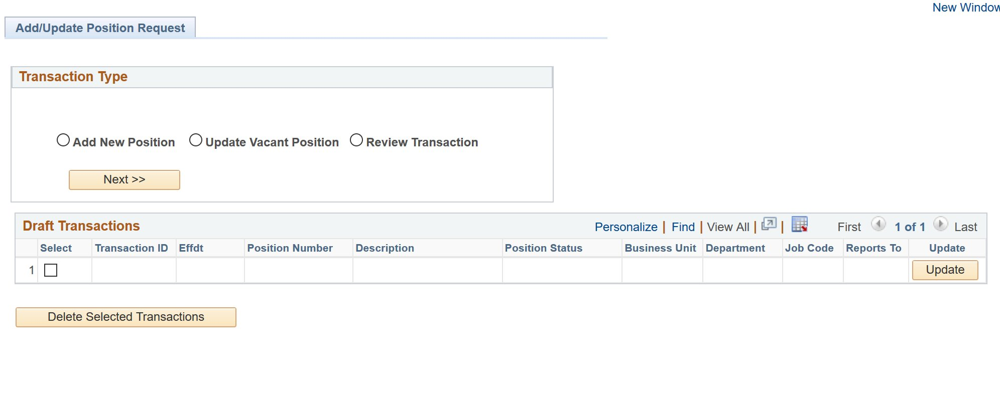 New Window
Add/Update Position Request
Transaction Type
Add New Position Update Vacant Position Review Transaction
Next >>
Draft Transactions Personalize | Find | View All | | First 1 of 1 Last
Select Transaction ID Effdt Position Number Description Position Status Business Unit Department Job Code Reports To Update
1 Update
Delete Selected Transactions